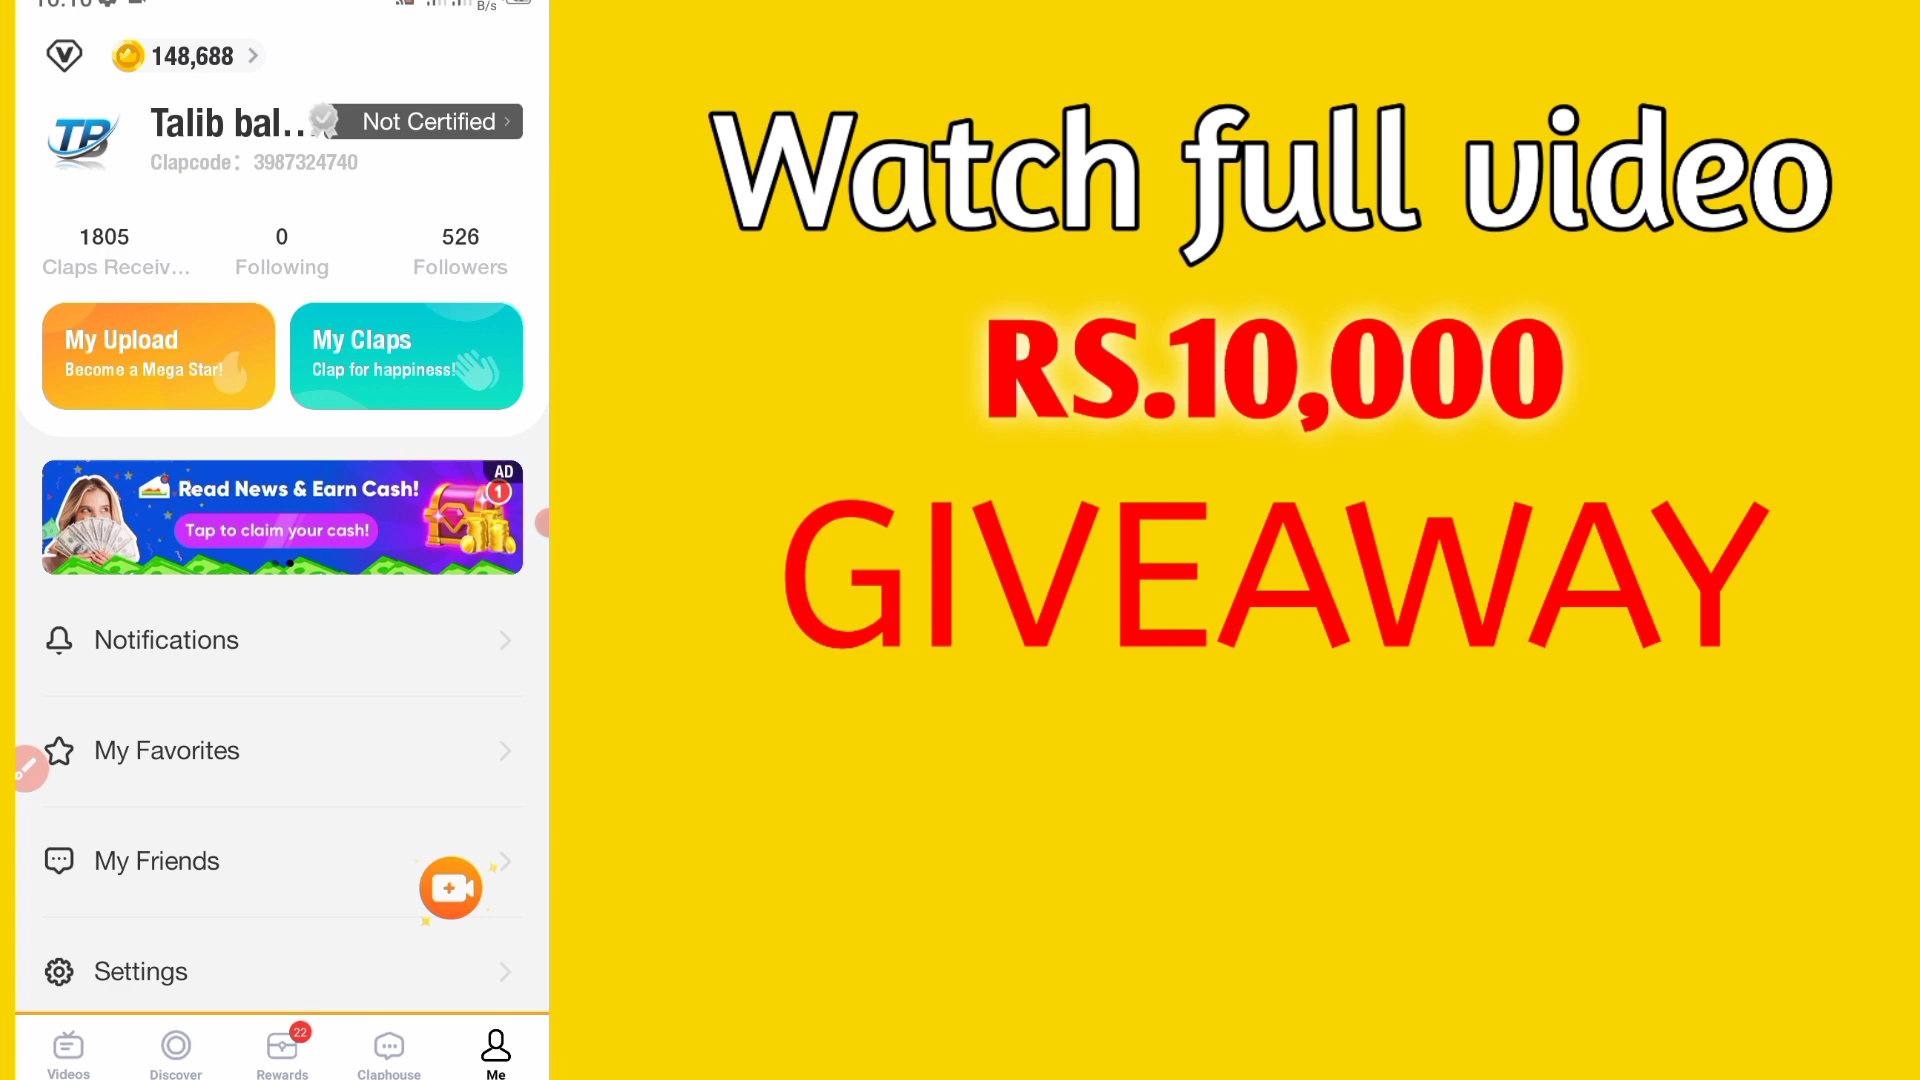 B/s
148,688
Talib bal...
Not Certified
TB
Clapcode: 3987324740
1805
0
526
Claps Receiv...
Following
Followers
My Upload
Become a Mega Star!
My Claps
Clap for happiness!
AD
Read News & Earn Cash!
1
Tap to claim your cash!
Notifications
My Favorites
My Friends
Settings
22
Videos
Discover
Rewards
Claphouse
Me
Watch full video
RS.10,000
GIVEAWAY